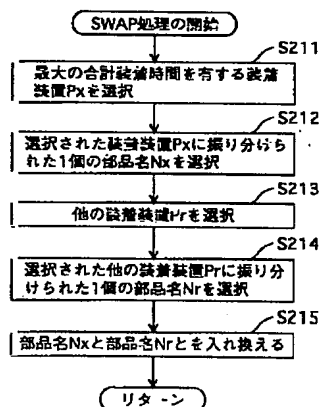 SWAP処理の開始
S211
最大の合計装着時間を有する装着
装置Pxを選択
S212
選択された装着装置Pxに振り分けら
れた1個の部品名Nxを選択
S213
他の装着装置Prを選択
S214
選択された他の装着装置Prに振り分
けられた1個の部品名Nrを選択
S215
部品名Nxと部品名Nrとを入れ換える
リターン